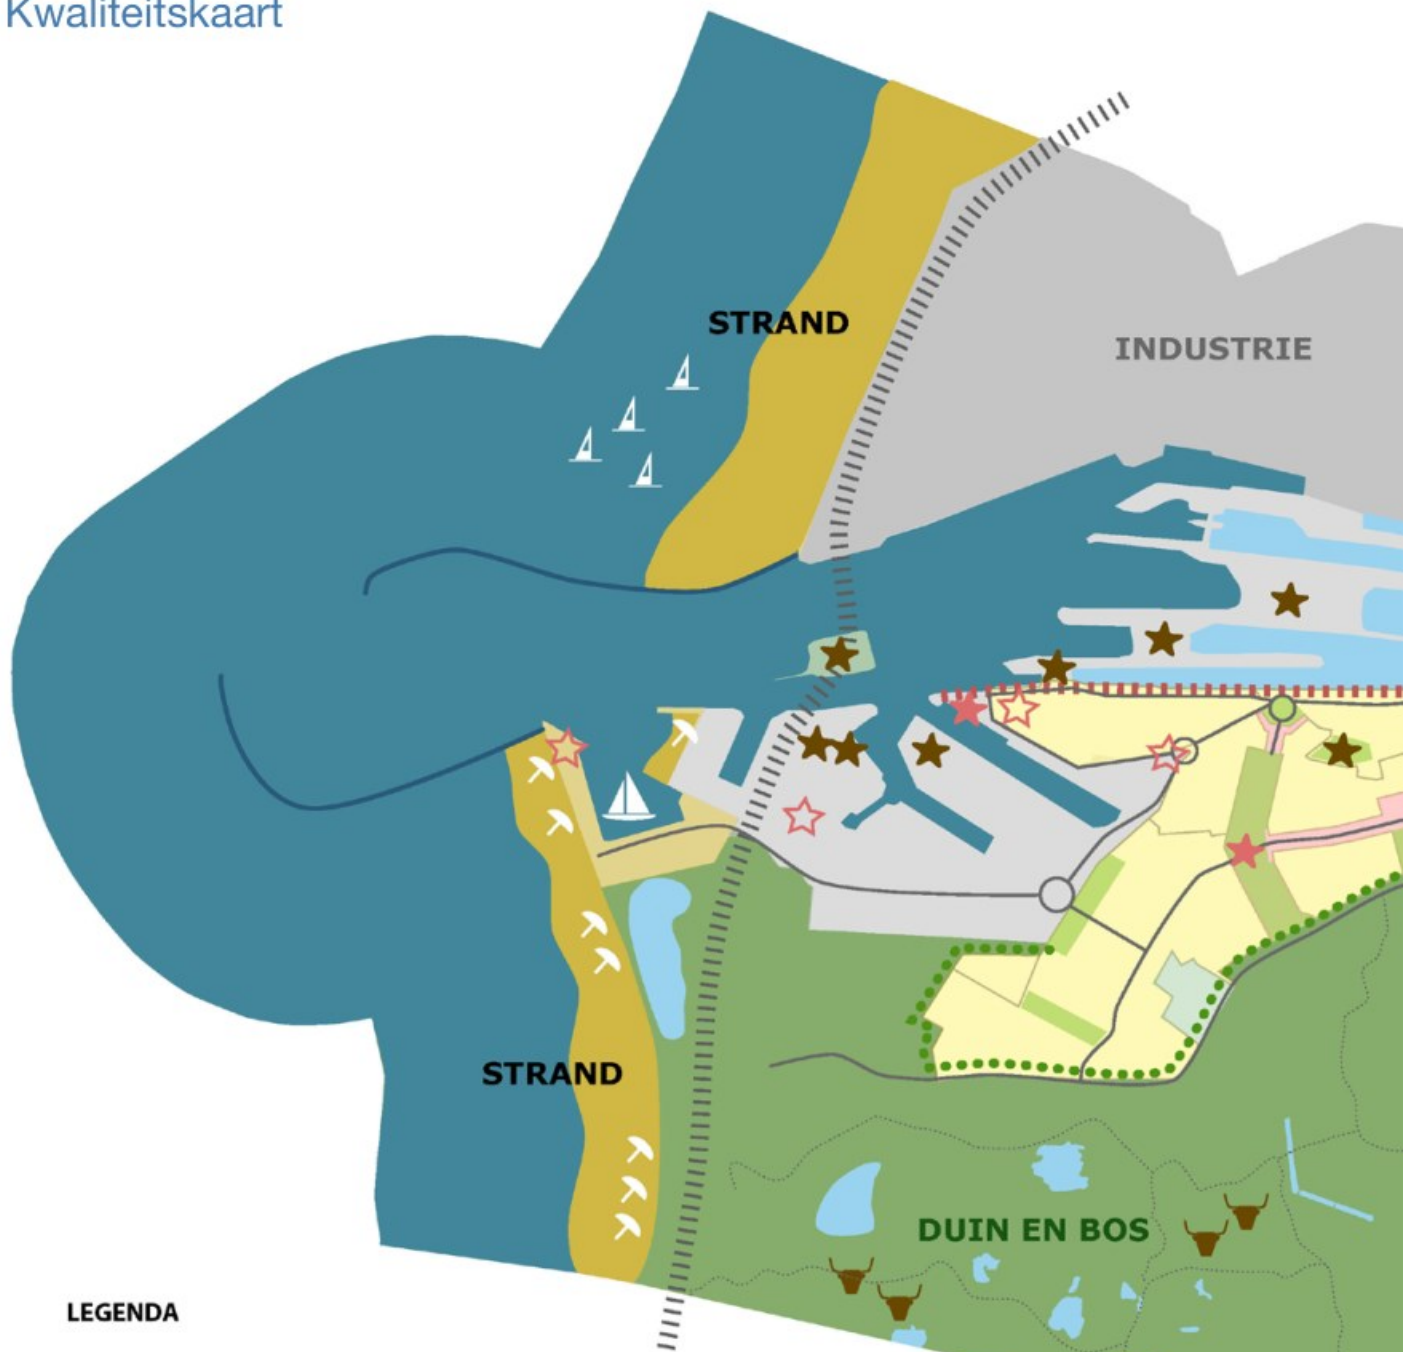 Kwaliteitskaart
STRAND
INDUSTRIE
STRAND
DUIN EN BOS
LEGENDA